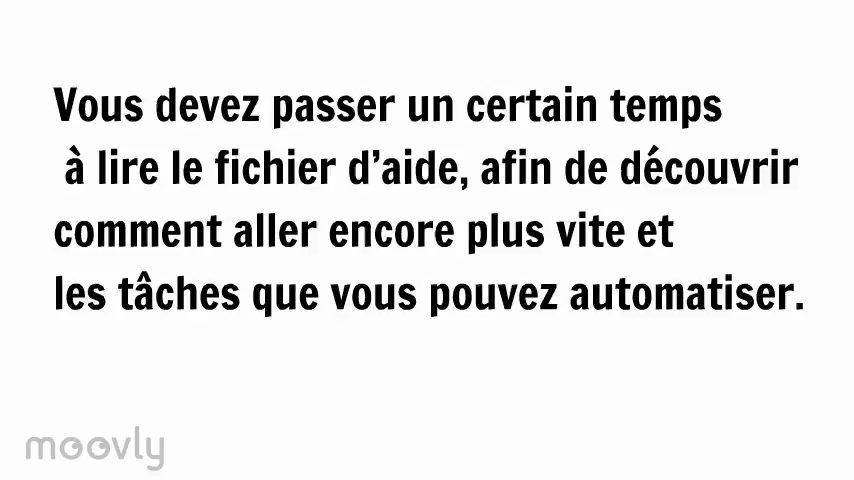 Vous devez passer un certain temps
à lire le fichier d’aide, afin de découvrir
comment aller encore plus vite et
les tâches que vous pouvez automatiser.
moovly